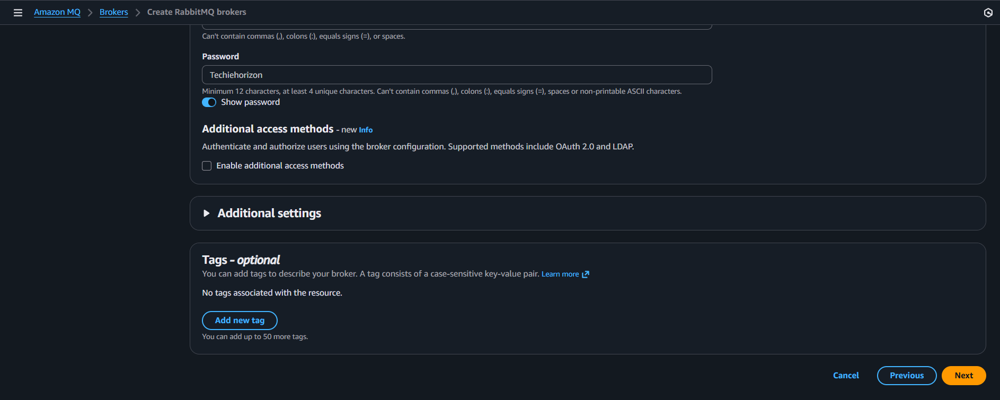 Amazon MQ > Brokers > Create RabbitMQ brokers
Can't contain commas (,), colons (:), equals signs (=), or spaces.
Password
Techiehorizon
Minimum 12 characters, at least 4 unique characters. Can't contain commas (,), colons (:), equals signs (=), spaces or non-printable ASCII characters.
Show password
Additional access methods - new Info
Authenticate and authorize users using the broker configuration. Supported methods include OAuth 2.0 and LDAP.
Enable additional access methods
Additional settings
Tags - optional
You can add tags to describe your broker. A tag consists of a case-sensitive key-value pair. Learn more
No tags associated with the resource.
Add new tag
You can add up to 50 more tags.
Cancel Previous Next